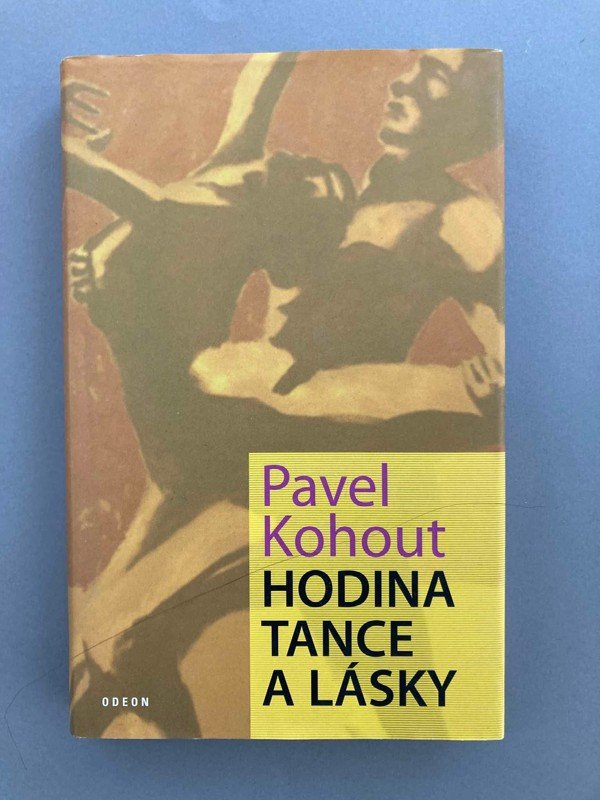 Pavel
Kohout
HODINA
TANCE
A LÁSKY
ODEON